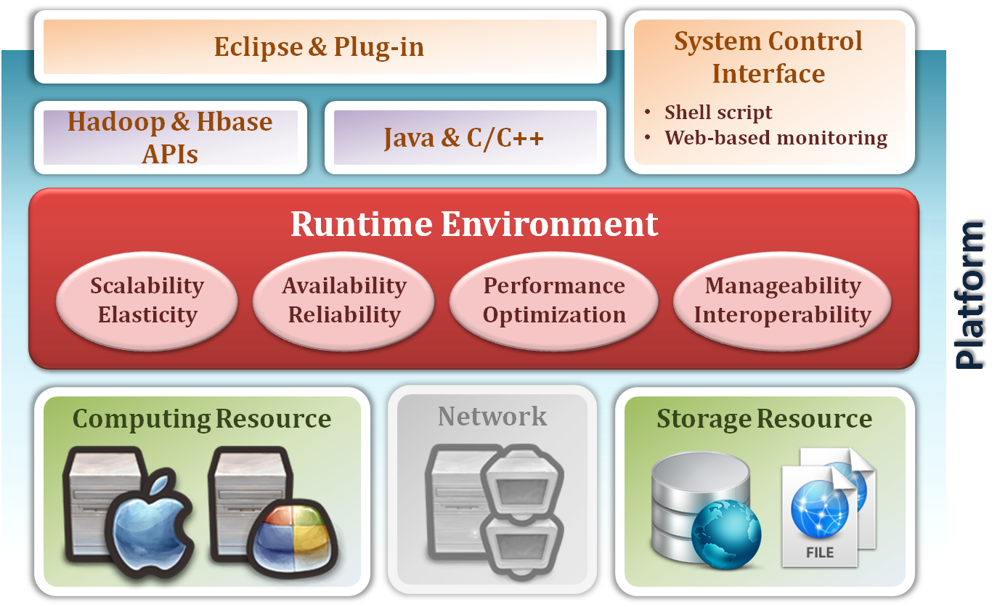 Eclipse & Plug-in
System Control
Interface
• Shell script
• Web-based monitoring
Hadoop & Hbase
APIs
Java & C/C++
Runtime Environment
Scalability
Elasticity
Availability
Reliability
Performance
Optimization
Manageability
Interoperability
Platform
Computing Resource
Network
Storage Resource
FILE